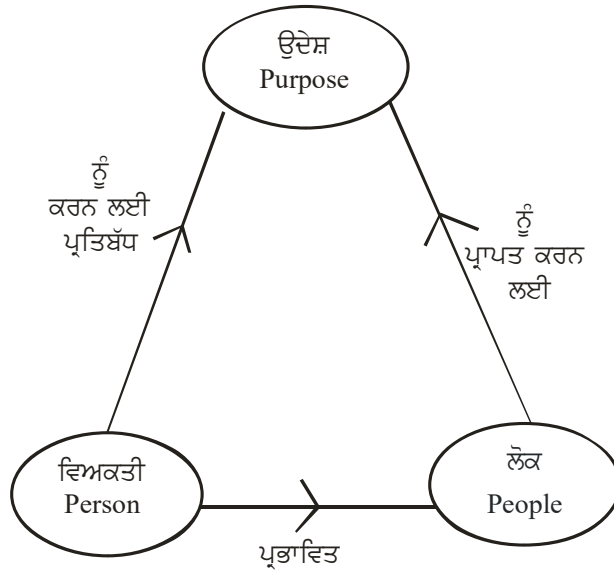 ਉਦੇਸ਼
Purpose
ਨੂੰ
ਕਰਨ ਲਈ
ਪ੍ਰਤਿਬੱਧ
ਨੂੰ
ਪ੍ਰਾਪਤ ਕਰਨ
ਲਈ
ਵਿਅਕਤੀ
Person
ਲੋਕ
People
ਪ੍ਰਭਾਵਿਤ